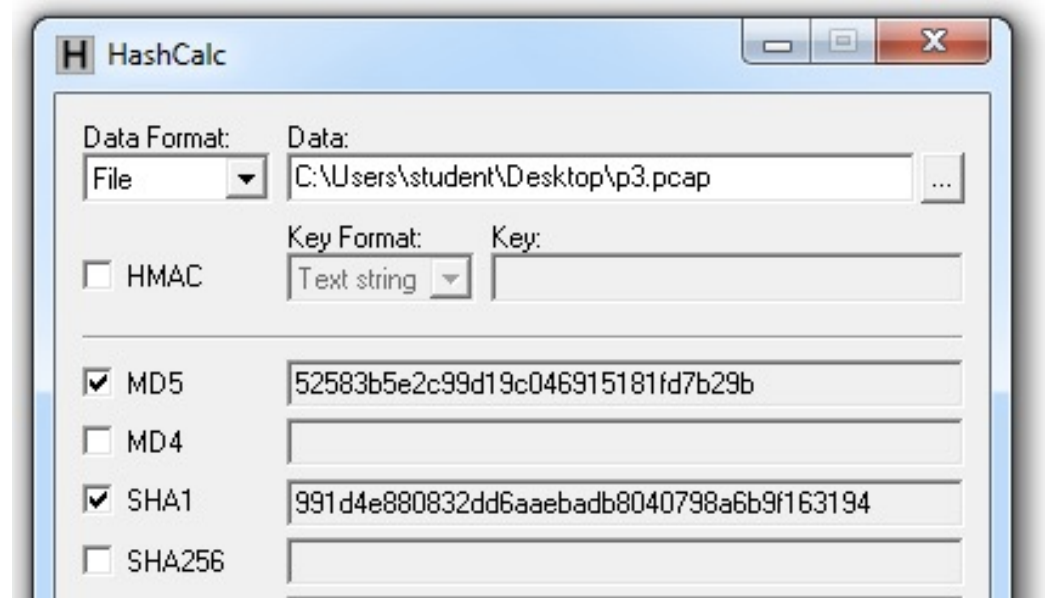 H HashCalc
Data Format: Data:
File C:\Users\student\Desktop\p3.pcap ...
Key Format: Key:
HMAC Text string
MD5 52583b5e2c99d19c046915181fd7b29b
MD4
SHA1 991d4e880832dd6aaebadb8040798a6b9f163194
SHA256